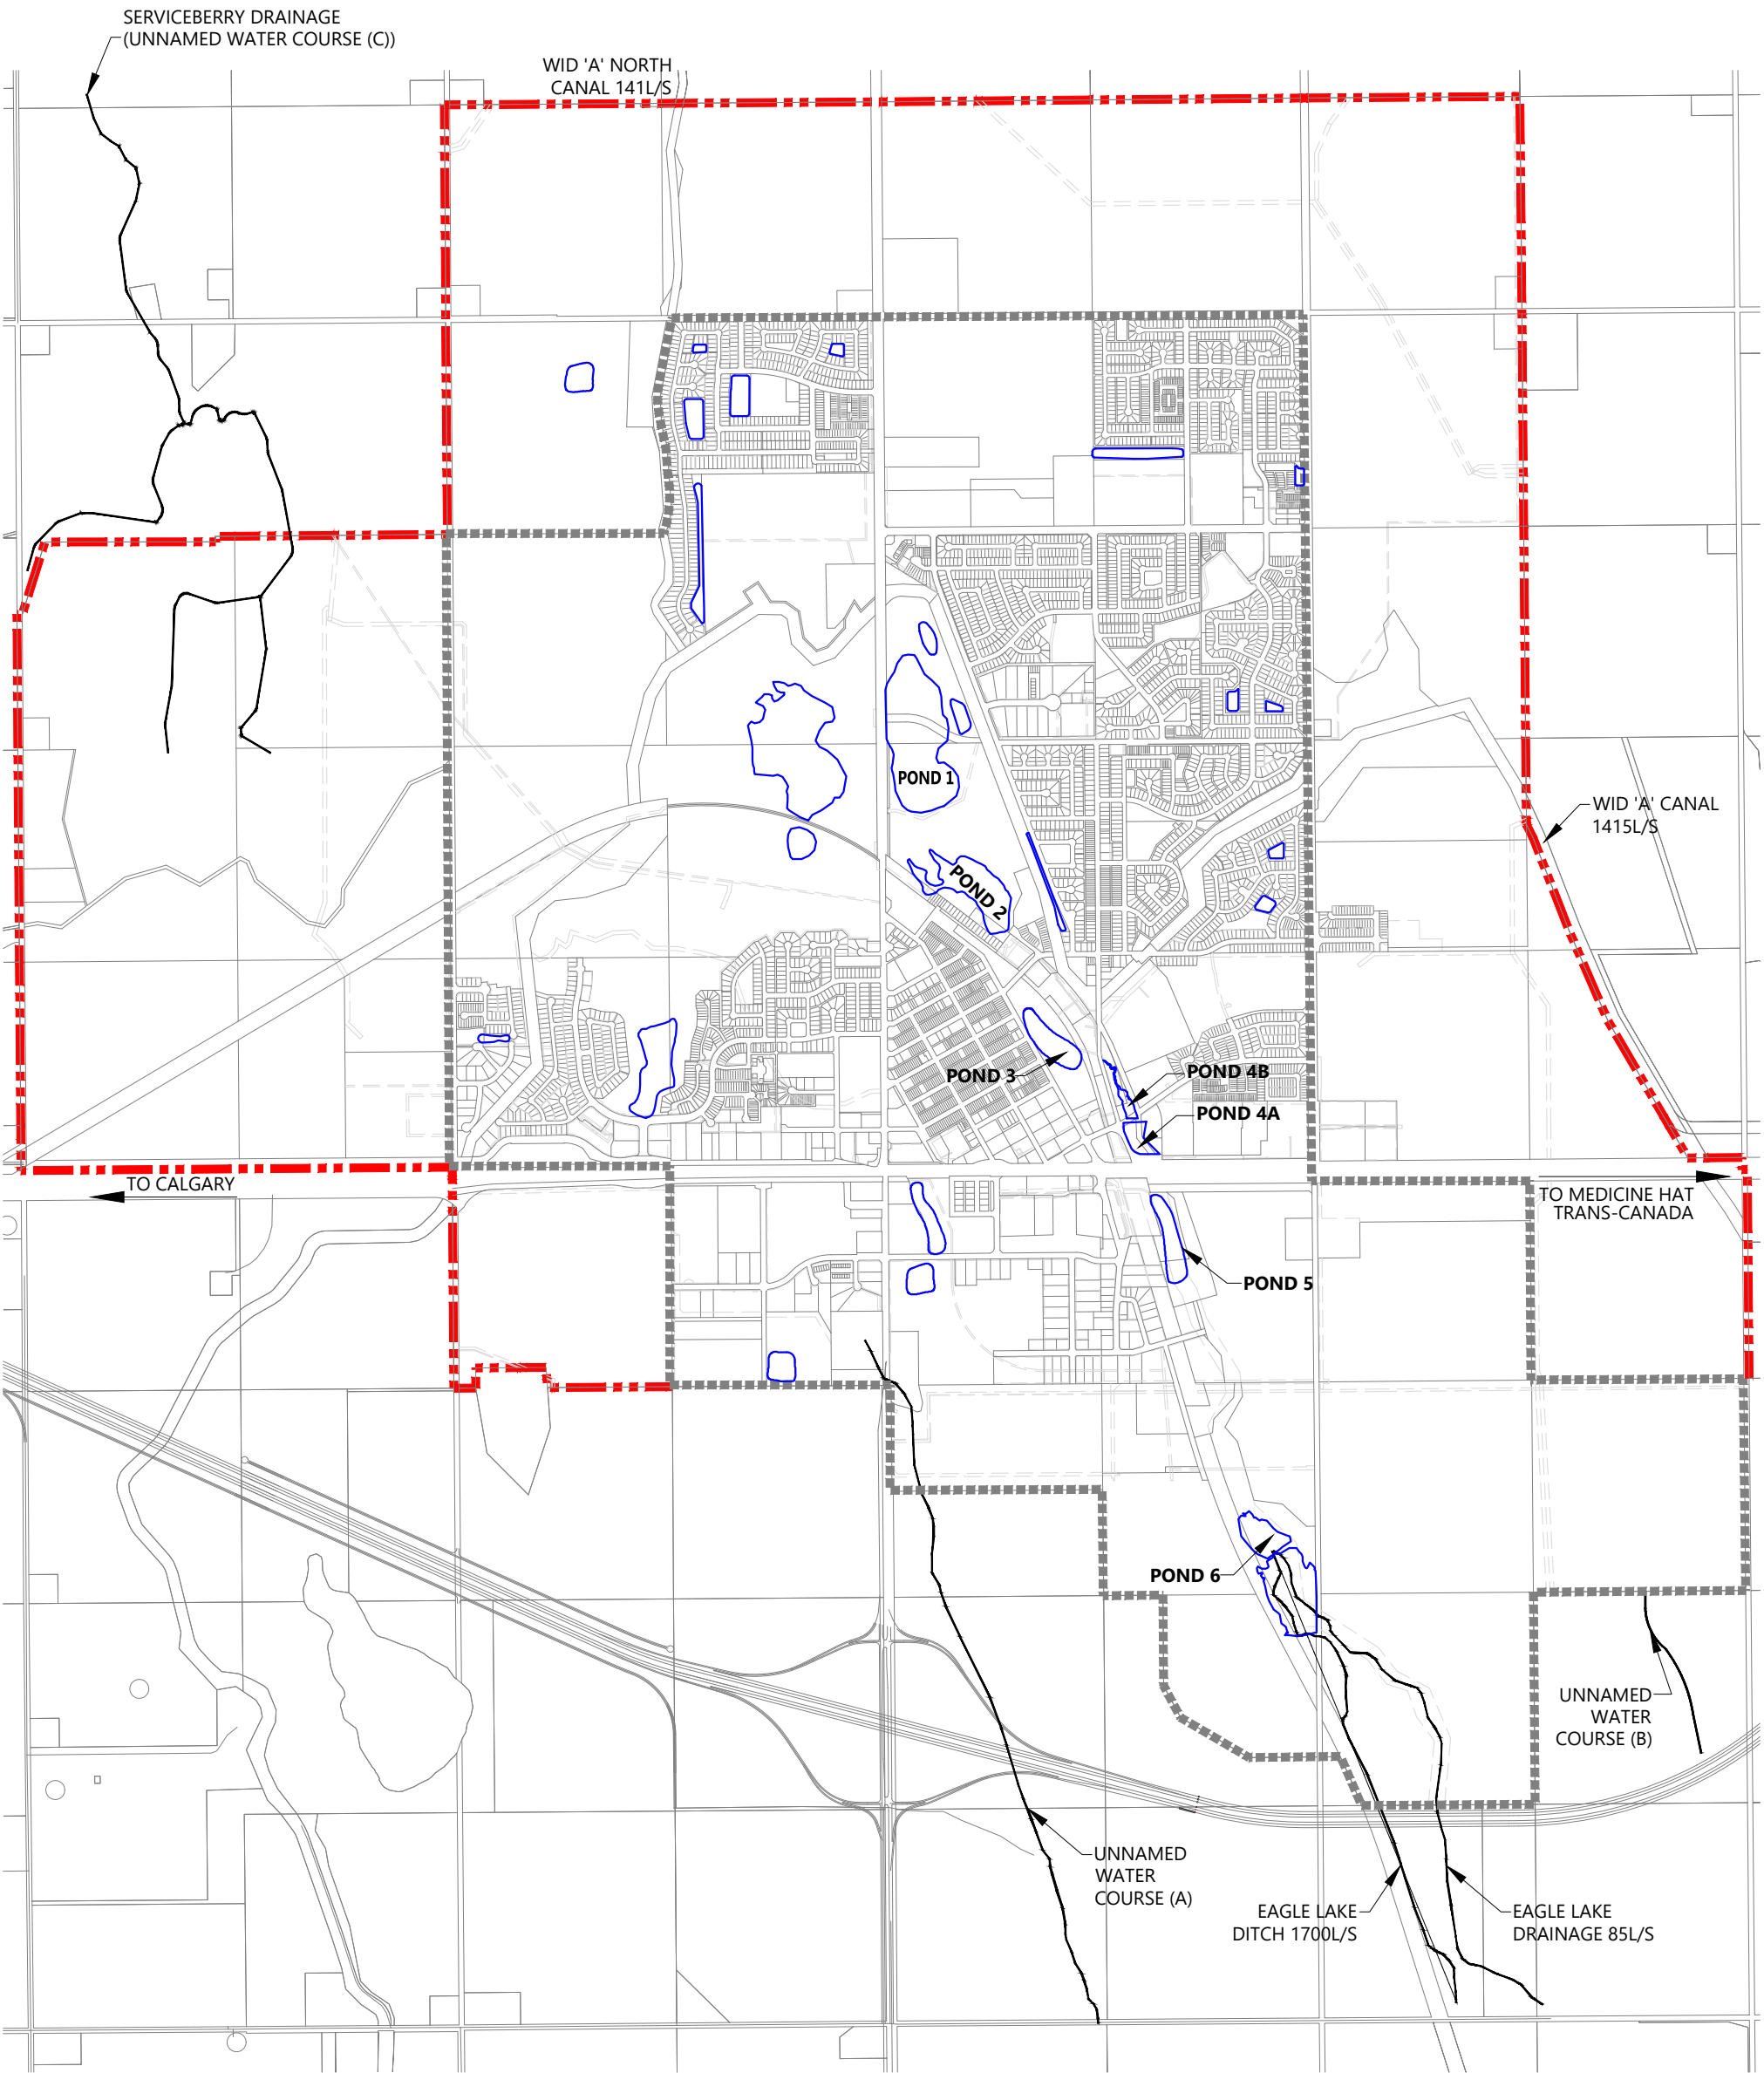 SERVICEBERRY DRAINAGE
(UNNAMED WATER COURSE (C))
WID 'A' NORTH
CANAL 141L/S
POND 1
WID 'A' CANAL
1415L/S
POND 2
POND 3
POND 4B
POND 4A
TO CALGARY
TO MEDICINE HAT
TRANS-CANADA
POND 5
POND 6
UNNAMED
WATER
COURSE (B)
UNNAMED
WATER
COURSE (A)
EAGLE LAKE
DITCH 1700L/S
EAGLE LAKE
DRAINAGE 85L/S